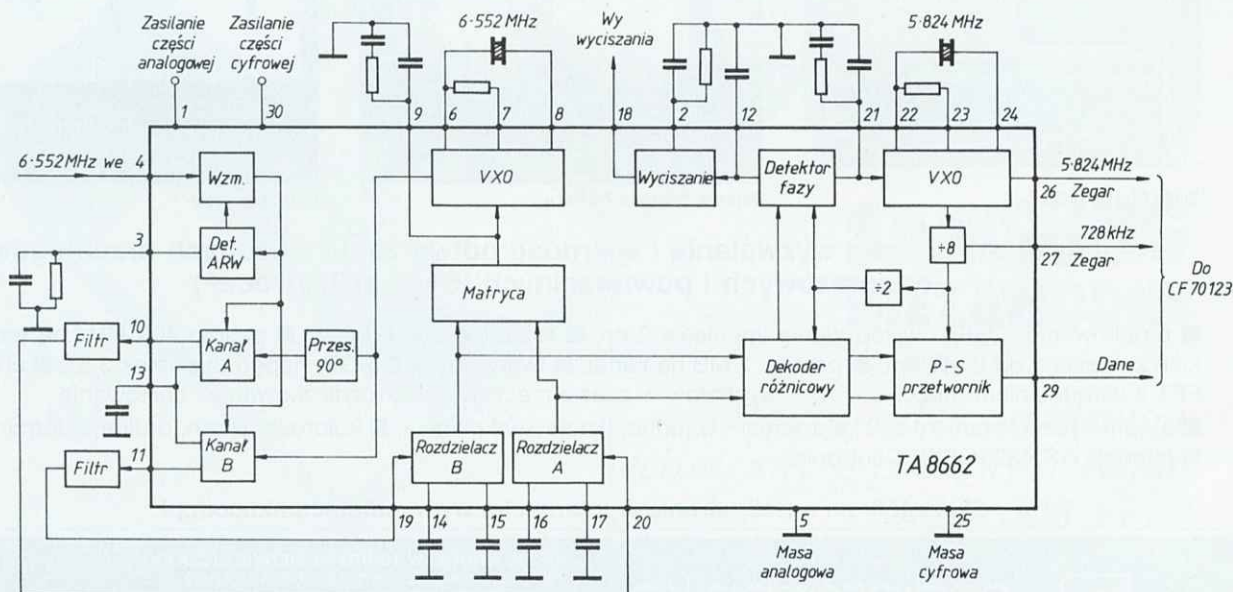 Zasilanie
części
analogowej
Zasilanie
części
cyfrowej
6·552 MHz
Wy
wyciszania
5·824 MHz
1
30
9
6
7
8
18
2
12
21
22
23
24
6·552 MHz we
4
Wzm.
VXO
Wyciszanie
Detektor
fazy
VXO
5·824 MHz
26
Zegar
3
Det.
ARW
÷8
728 kHz
27
Zegar
Do
CF 70123
÷2
Matryca
Filtr
10
Kanał
A
Przes.
90°
Dekoder
różnicowy
P-S
przetwornik
Dane
29
13
Kanał
B
Filtr
11
Rozdzielacz
B
Rozdzielacz
A
TA 8662
19
14
15
16
17
20
5
25
Masa
analogowa
Masa
cyfrowa